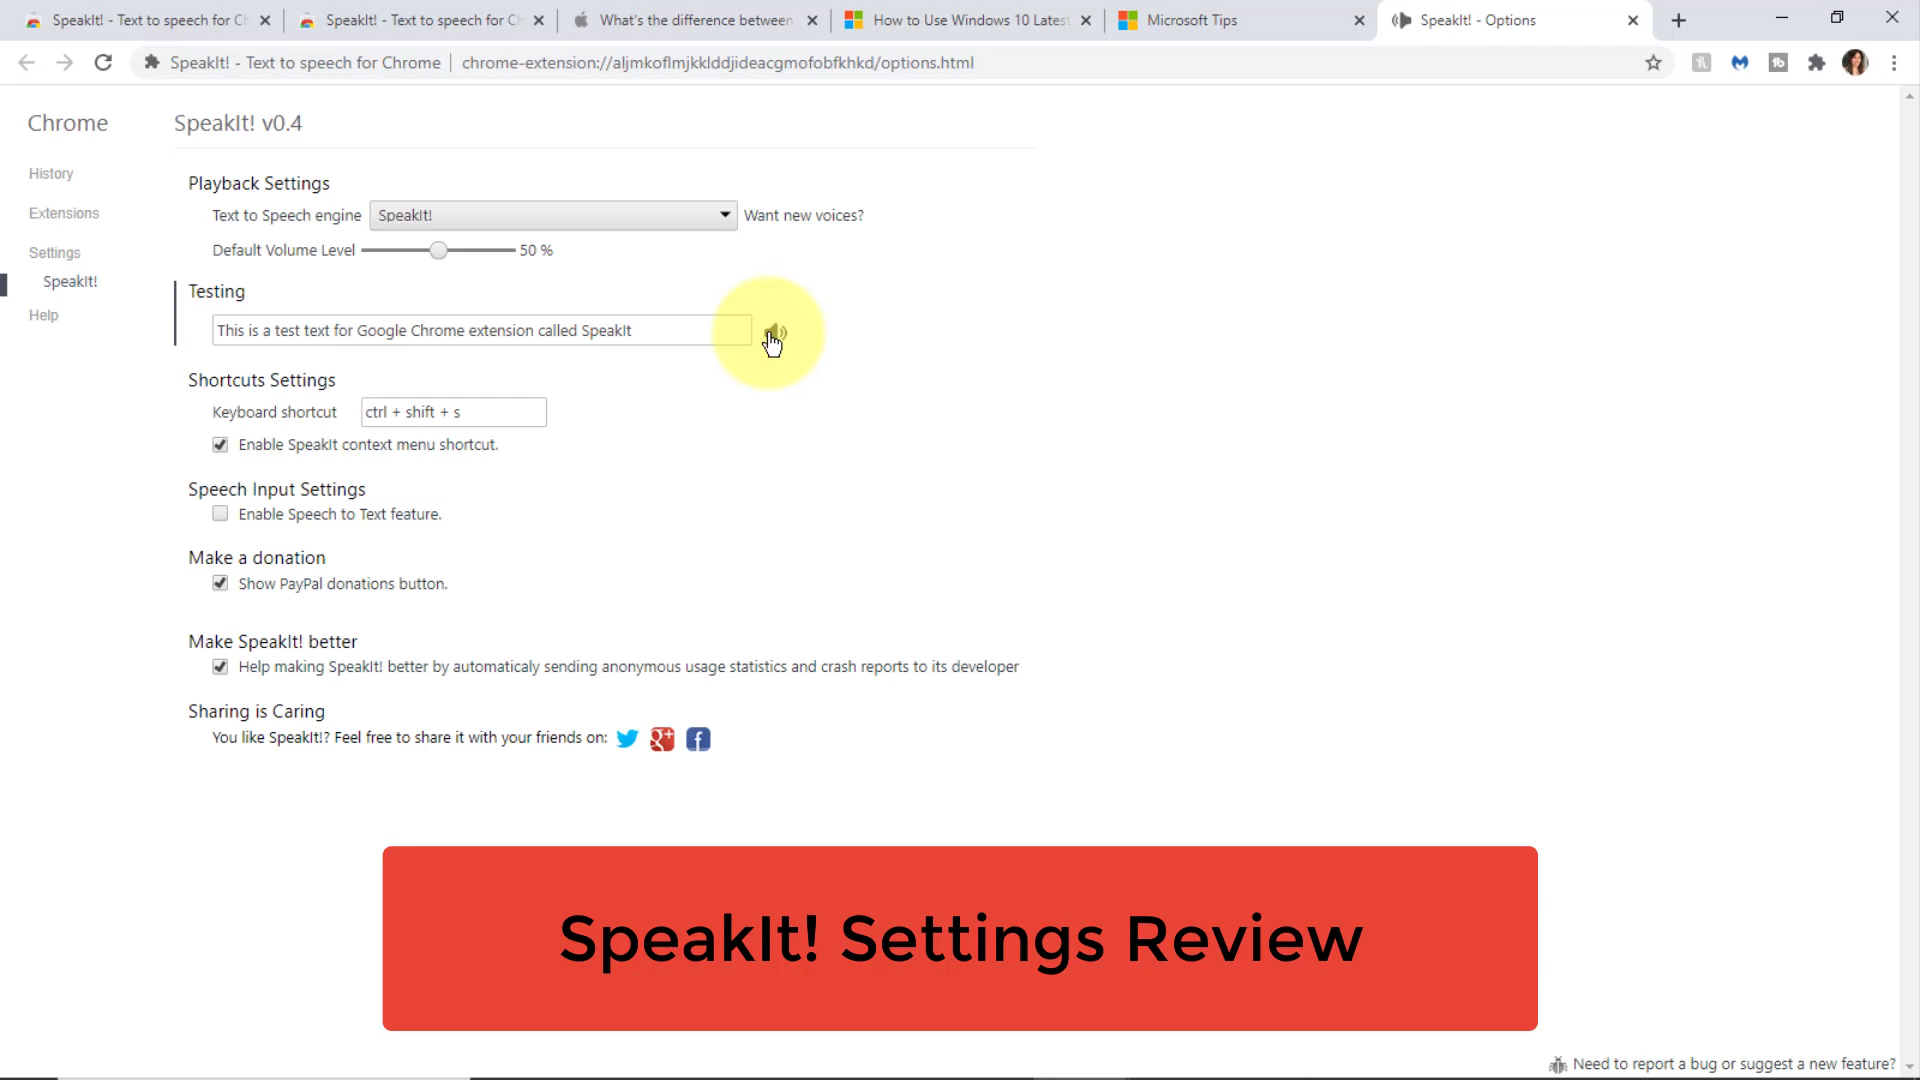 SpeakIt! - Text to speech for Ch
SpeakIt! - Text to speech for Ch
What's the difference between
How to Use Windows 10 Lates
Microsoft Tips
SpeakIt! - Options
SpeakIt! - Text to speech for Chrome | chrome-extension://aljmkoflmjkklddjideacgmofobfkhkd/options.html
Chrome
SpeakIt! v0.4
History
Extensions
Settings
SpeakIt!
Help
Playback Settings
Text to Speech engine SpeakIt! Want new voices?
Default Volume Level 50 %
Testing
This is a test text for Google Chrome extension called SpeakIt
Shortcuts Settings
Keyboard shortcut ctrl + shift + s
Enable SpeakIt context menu shortcut.
Speech Input Settings
Enable Speech to Text feature.
Make a donation
Show PayPal donations button.
Make SpeakIt! better
Help making SpeakIt! better by automaticaly sending anonymous usage statistics and crash reports to its developer
Sharing is Caring
You like SpeakIt!? Feel free to share it with your friends on:
SpeakIt! Settings Review
Need to report a bug or suggest a new feature?